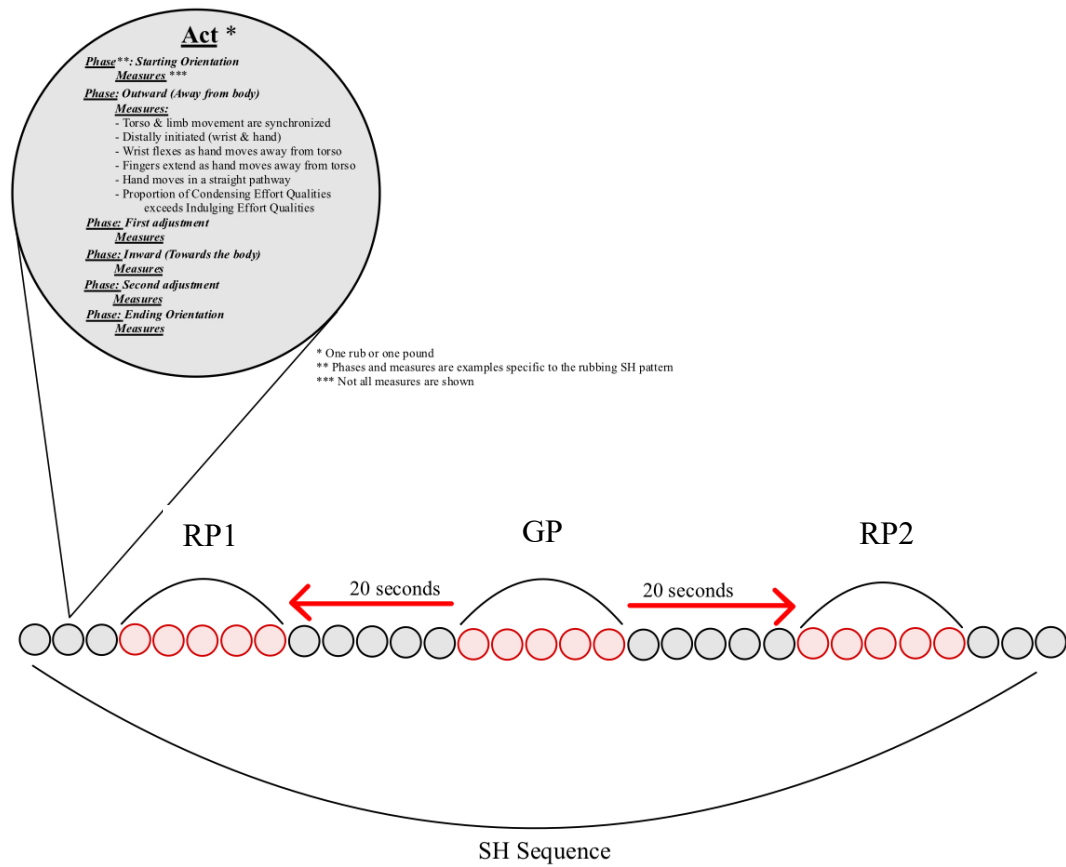 Act *
Phase**: Starting Orientation
Measures ***
Phase: Outward (Away from body)
Measures:
- Torso & limb movement are synchronized
- Distally initiated (wrist & hand)
- Wrist flexes as hand moves away from torso
- Fingers extend as hand moves away from torso
- Hand moves in a straight pathway
- Proportion of Condensing Effort Qualities
exceeds Indulging Effort Qualities
Phase: First adjustment
Measures
Phase: Inward (Towards the body)
Measures
Phase: Second adjustment
Measures
Phase: Ending Orientation
Measures
* One rub or one pound
** Phases and measures are examples specific to the rubbing SH pattern
*** Not all measures are shown
RP1
GP
RP2
20 seconds
20 seconds
SH Sequence